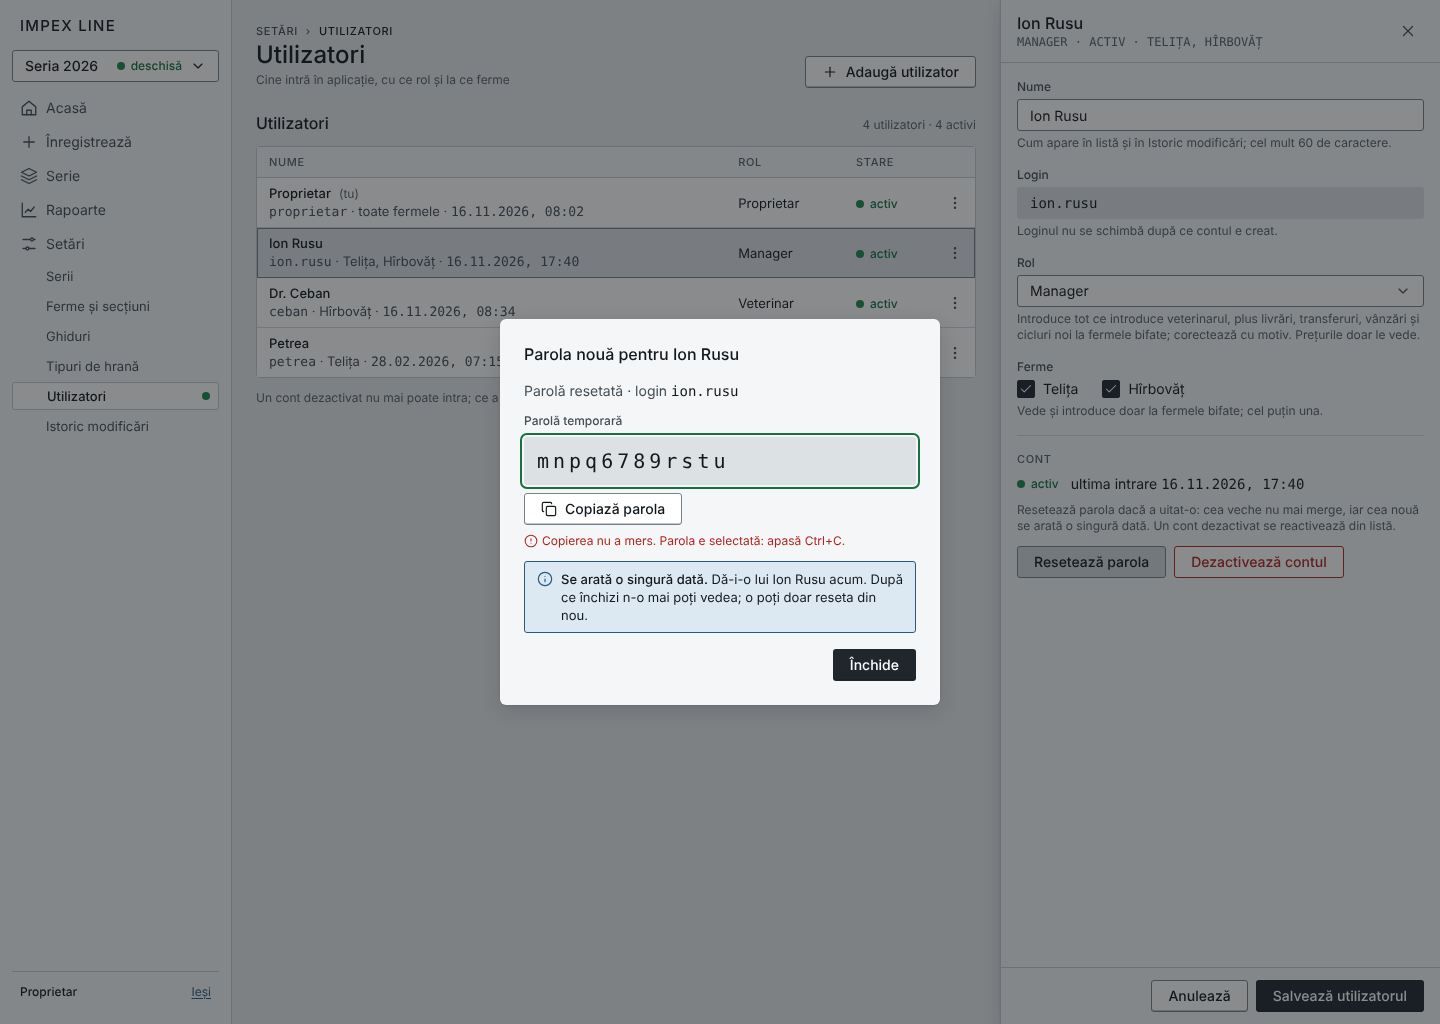 IMPEX LINE
Seria 2026 deschisă
Acasă
Înregistrează
Serie
Rapoarte
Setări
Serii
Ferme și secțiuni
Ghiduri
Tipuri de hrană
Utilizatori
Istoric modificări
Proprietar Ieși
SETĂRI › UTILIZATORI
Utilizatori
Cine intră în aplicație, cu ce rol și la ce ferme
Adaugă utilizator
Utilizatori
4 utilizatori · 4 activi
NUME ROL STARE
Proprietar (tu)
proprietar · toate fermele · 16.11.2026, 08:02
Proprietar activ
Ion Rusu
ion.rusu · Telița, Hîrbovăț · 16.11.2026, 17:40
Manager activ
Dr. Ceban
ceban · Hîrbovăț · 16.11.2026, 08:34
Veterinar activ
Petrea
petrea · Telița · 28.02.2026, 07:15
Un cont dezactivat nu mai poate intra; ce a
Parola nouă pentru Ion Rusu
Parolă resetată · login ion.rusu
Parolă temporară
mnpq6789rstu
Copiază parola
Copierea nu a mers. Parola e selectată: apasă Ctrl+C.
Se arată o singură dată. Dă-i-o lui Ion Rusu acum. După
ce închizi n-o mai poți vedea; o poți doar reseta din
nou.
Închide
Ion Rusu
MANAGER · ACTIV · TELIȚA, HÎRBOVĂȚ
Nume
Ion Rusu
Cum apare în listă și în Istoric modificări; cel mult 60 de caractere.
Login
ion.rusu
Loginul nu se schimbă după ce contul e creat.
Rol
Manager
Introduce tot ce introduce veterinarul, plus livrări, transferuri, vânzări și
cicluri noi la fermele bifate; corectează cu motiv. Prețurile doar le vede.
Ferme
Telița Hîrbovăț
Vede și introduce doar la fermele bifate; cel puțin una.
CONT
activ ultima intrare 16.11.2026, 17:40
Resetează parola dacă a uitat-o: cea veche nu mai merge, iar cea nouă
se arată o singură dată. Un cont dezactivat se reactivează din listă.
Resetează parola Dezactivează contul
Anulează Salvează utilizatorul